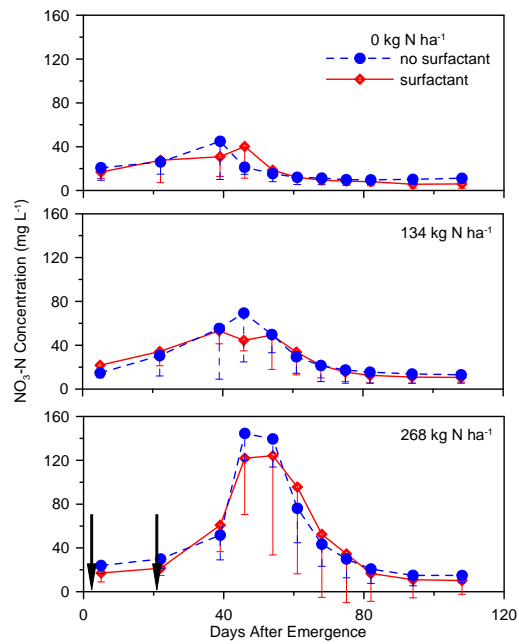 160
0 kg N ha-1
no surfactant
surfactant
120
80
40
0
160
134 kg N ha-1
120
80
40
0
NO3-N Concentration (mg L-1)
160
268 kg N ha-1
120
80
40
0
0 40 80 120
Days After Emergence